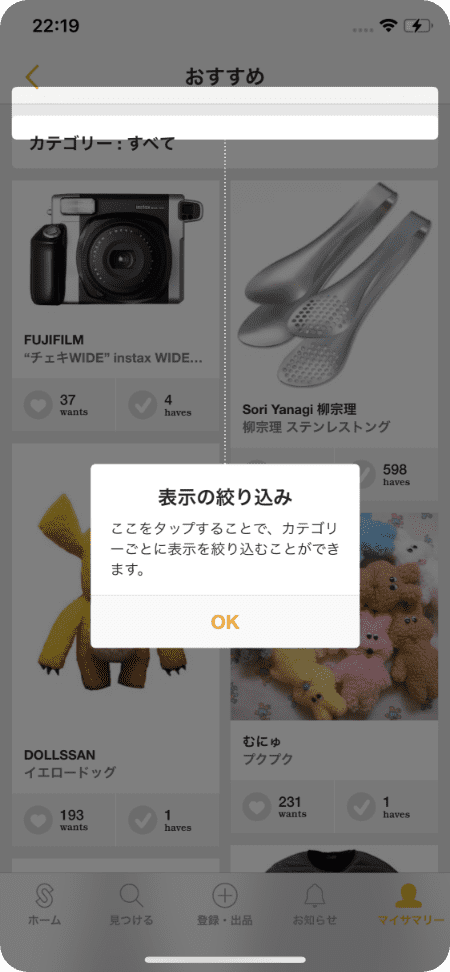 22:19
おすすめ
カテゴリー : すべて
FUJIFILM
“チェキWIDE” instax WIDE…
37
wants
4
haves
Sori Yanagi 柳宗理
柳宗理 ステンレストング
598
haves
表示の絞り込み
ここをタップすることで、カテゴリ
ーごとに表示を絞り込むことができ
ます。
OK
DOLLSSAN
イエロードッグ
193
wants
1
haves
むにゅ
プクプク
231
wants
1
haves
ホーム
見つける
登録・出品
お知らせ
マイサマリー